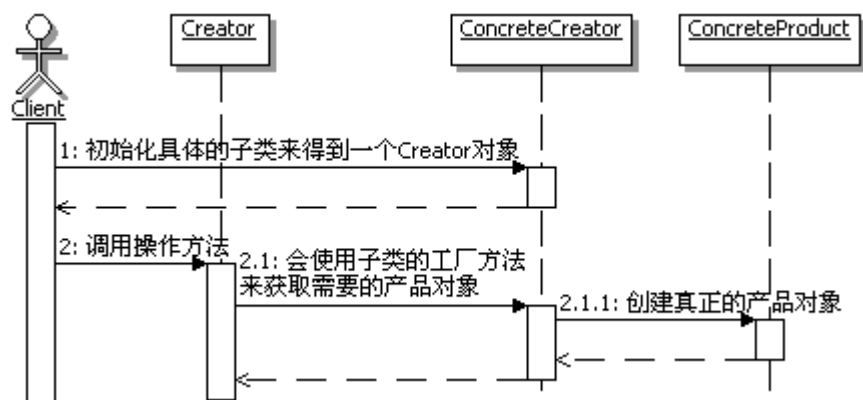 Creator
ConcreteCreator
ConcreteProduct
Client
1: 初始化具体的子类来得到一个Creator对象
2: 调用操作方法
2.1: 会使用子类的工厂方法
来获取需要的产品对象
2.1.1: 创建真正的产品对象